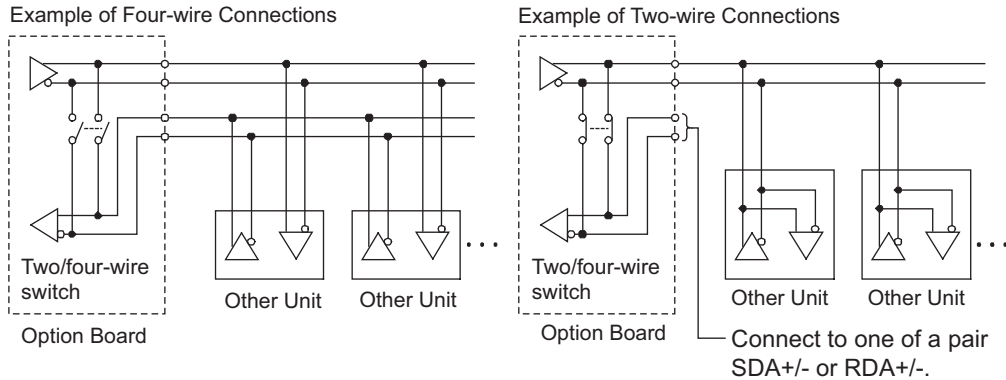 Example of Four-wire Connections
Two/four-wire
switch
Option Board
Other Unit
Other Unit
Example of Two-wire Connections
Two/four-wire
switch
Option Board
Other Unit
Other Unit
Connect to one of a pair
SDA+/- or RDA+/-.